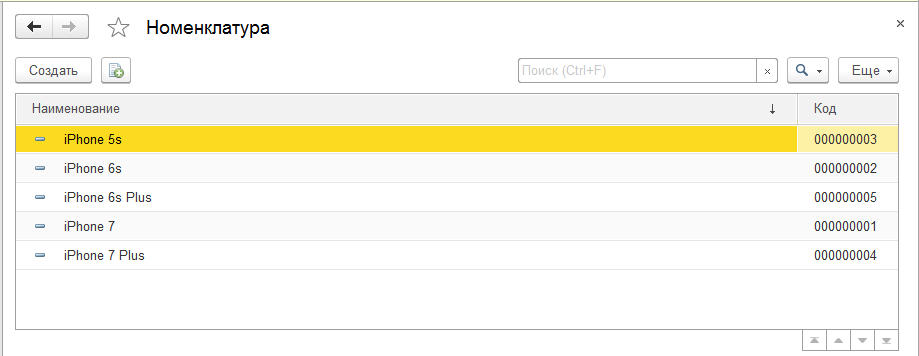 Номенклатура
Создать Поиск (Ctrl+F) Еще
Наименование Код
iPhone 5s 000000003
iPhone 6s 000000002
iPhone 6s Plus 000000005
iPhone 7 000000001
iPhone 7 Plus 000000004